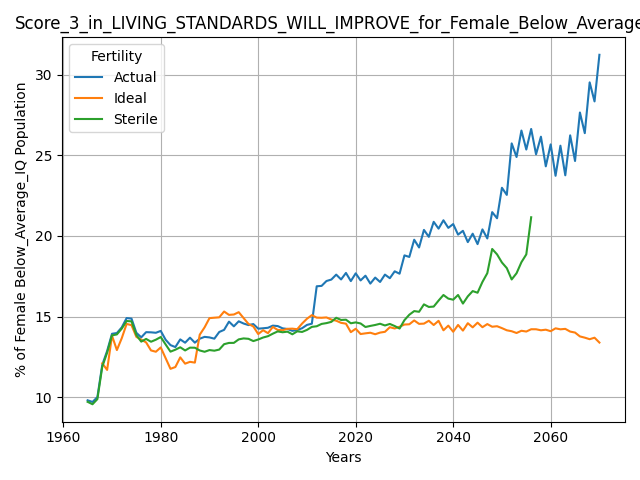 Score_3_in_LIVING_STANDARDS_WILL_IMPROVE_for_Female_Below_Average
Fertility
Actual
Ideal
Sterile
% of Female Below_Average_IQ Population
30
25
20
15
10
1960 1980 2000 2020 2040 2060
Years